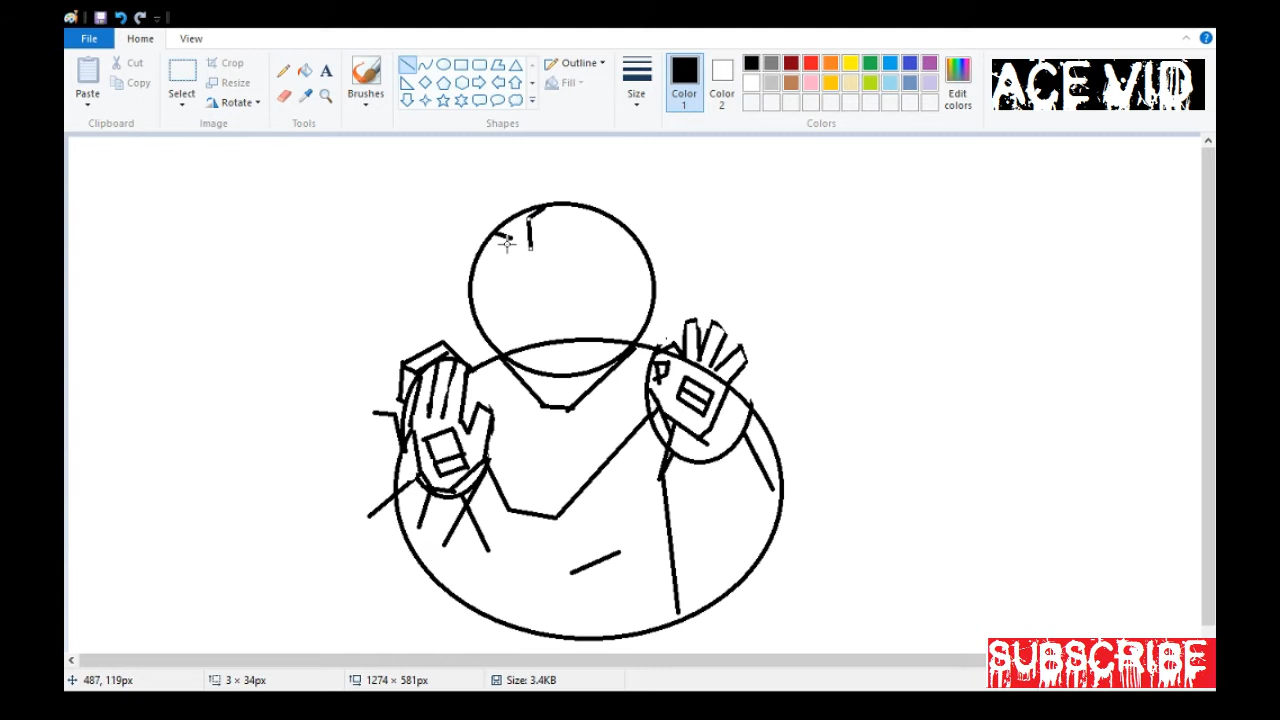 File Home View
Paste Cut Copy Select Crop Resize Rotate A Brushes Outline Fill Size Color 1 Color 2 Edit colors
Clipboard Image Tools Shapes Colors
ACE VID
487, 119px 3 × 34px 1274 × 581px Size: 3.4KB
SUBSCRIBE